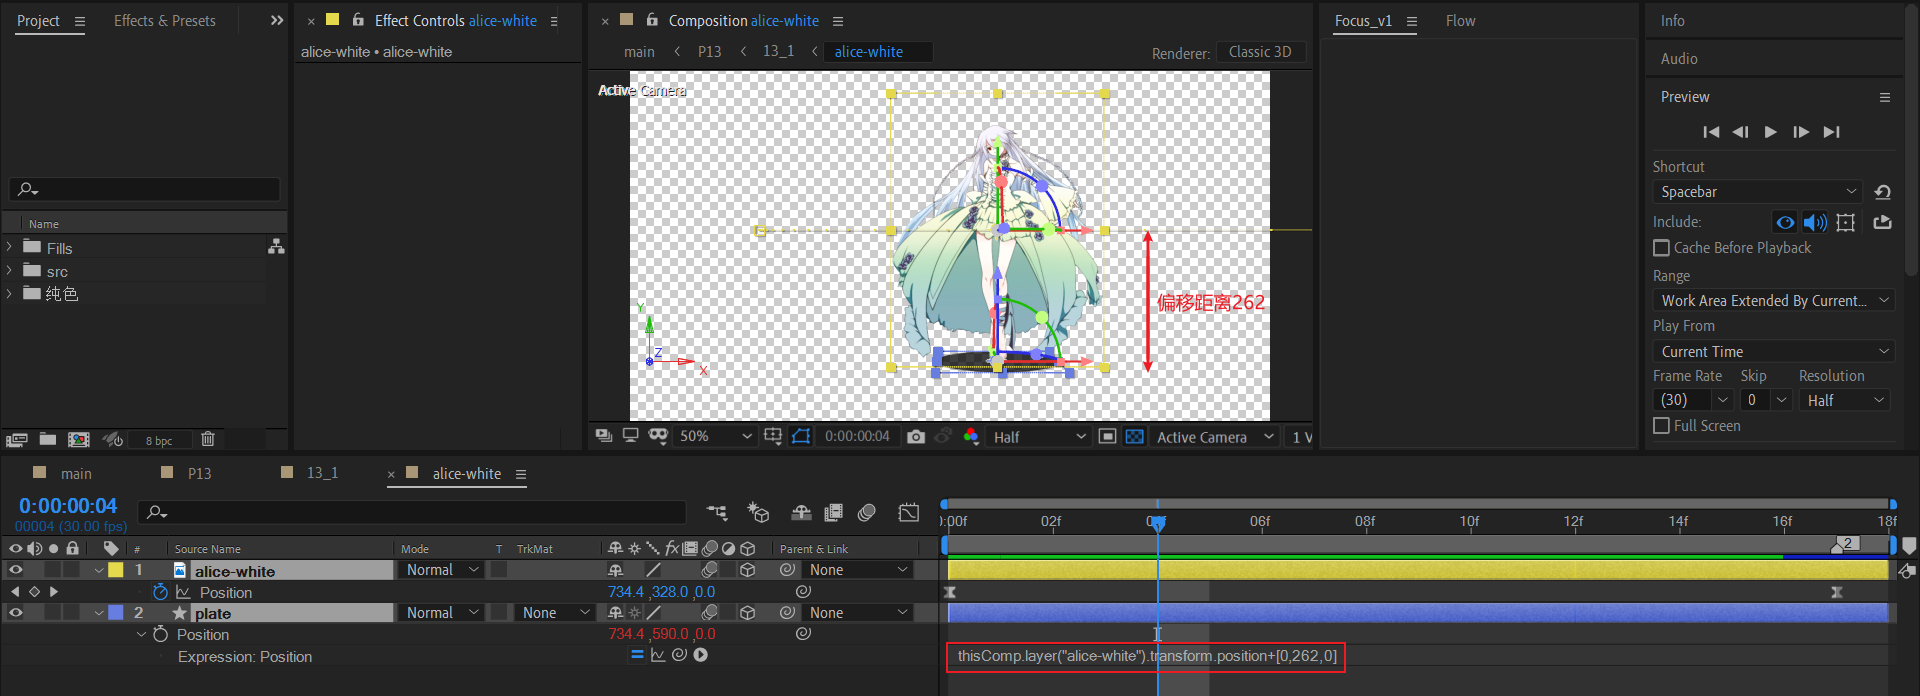 Project
Effects & Presets
Effect Controls alice-white
alice-white • alice-white
Composition alice-white
main
P13
13_1
alice-white
Renderer:
Classic 3D
Active Camera
Focus_v1
Flow
Info
Audio
Preview
Shortcut
Spacebar
Include:
Cache Before Playback
Range
Work Area Extended By Current...
Play From
Current Time
Frame Rate
Skip
Resolution
(30)
0
Half
Full Screen
Name
Fills
src
纯色
8 bpc
Y
Z
X
偏移距离262
50%
0:00:00:04
Half
Active Camera
1 V
main
P13
13_1
alice-white
0:00:00:04
00004 (30.00 fps)
:00f
02f
06f
08f
10f
12f
14f
16f
18f
2
#
Source Name
Mode
T
TrkMat
fx
Parent & Link
1
alice-white
Normal
None
Position
734.4 ,328.0 ,0.0
2
plate
Normal
None
None
Position
734.4 ,590.0 ,0.0
Expression: Position
thisComp.layer("alice-white").transform.position+[0,262,0]